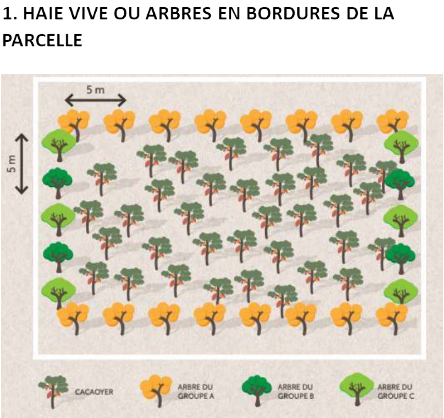 1. HAIE VIVE OU ARBRES EN BORDURES DE LA
PARCELLE
5 m
5 m
CACAOYER
ARBRE DU
GROUPE A
ARBRE DU
GROUPE B
ARBRE DU
GROUPE C